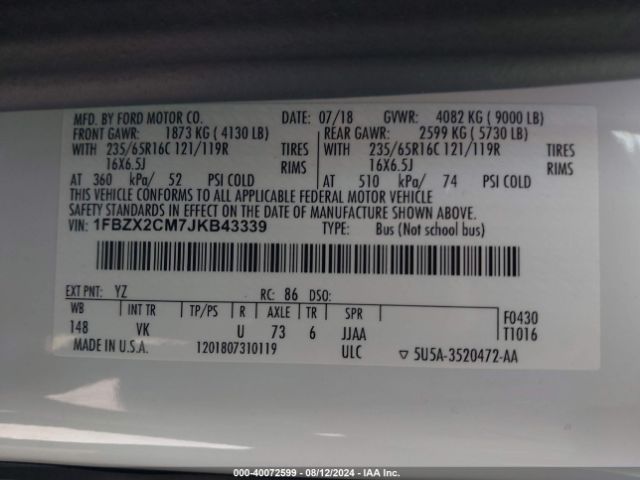 MFD. BY FORD MOTOR CO. DATE: 07/18 GVWR: 4082 KG ( 9000 LB)
FRONT GAWR: 1873 KG ( 4130 LB) REAR GAWR: 2599 KG ( 5730 LB)
WITH 235/65R16C 121/119R TIRES WITH 235/65R16C 121/119R TIRES
16X6.5J RIMS 16X6.5J RIMS
AT 360 kPa/ 52 PSI COLD AT 510 kPa/ 74 PSI COLD
THIS VEHICLE CONFORMS TO ALL APPLICABLE FEDERAL MOTOR VEHICLE
SAFETY STANDARDS IN EFFECT ON THE DATE OF MANUFACTURE SHOWN ABOVE.
VIN: 1FBZX2CM7JKB43339 TYPE: Bus (Not school bus)
EXT PNT: YZ RC: 86 DSO:
WB INT TR TP/PS R AXLE TR SPR F0430
148 VK U 73 6 JJAA T1016
MADE IN U.S.A. 1201807310119 ULC ▽ 5U5A-3520472-AA
000-40072599 - 08/12/2024 - IAA Inc.